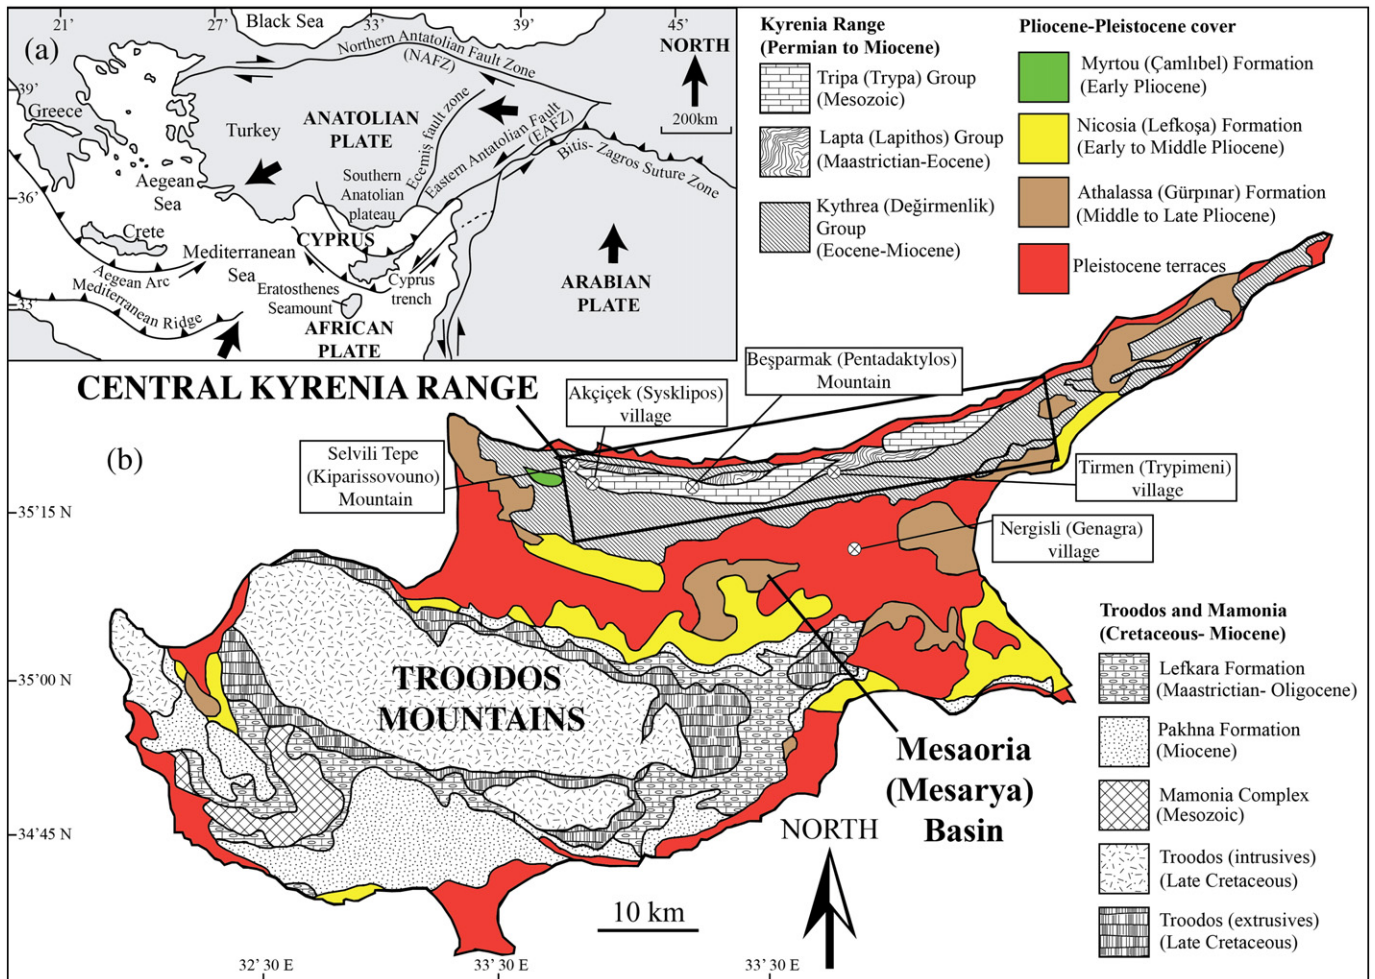 21'
27'
33'
39'
45'
(a)
Black Sea
Northern Anatolian Fault Zone
(NAFZ)
NORTH
200km
39'
36'
33'
Greece
Turkey
ANATOLIAN
PLATE
Ecemiş fault zone
Eastern Anatolian Fault
(EAFZ)
Bitis- Zagros Suture Zone
Aegean
Sea
Southern
Anatolian
plateau
Crete
CYPRUS
Mediterranean
Sea
Aegean Arc
Mediterranean Ridge
Eratosthenes
Seamount
Cyprus
trench
ARABIAN
PLATE
AFRICAN
PLATE
Kyrenia Range
(Permian to Miocene)
Tripa (Trypa) Group
(Mesozoic)
Lapta (Lapithos) Group
(Maastrictian-Eocene)
Kythrea (Değirmenlik)
Group
(Eocene-Miocene)
Pliocene-Pleistocene cover
Myrtou (Çamlıbel) Formation
(Early Pliocene)
Nicosia (Lefkoşa) Formation
(Early to Middle Pliocene)
Athalassa (Gürpınar) Formation
(Middle to Late Pliocene)
Pleistocene terraces
CENTRAL KYRENIA RANGE
(b)
Akçiçek (Sysklipos)
village
Beşparmak (Pentadaktylos)
Mountain
Selvili Tepe
(Kiparissovouno)
Mountain
Tirmen (Trypimeni)
village
Nergisli (Genagra)
village
35'15 N
35'00 N
34'45 N
TROODOS
MOUNTAINS
Mesaoria
(Mesarya)
Basin
NORTH
10 km
32' 30 E
33' 30 E
33' 30 E
Troodos and Mamonia
(Cretaceous- Miocene)
Lefkara Formation
(Maastrictian- Oligocene)
Pakhna Formation
(Miocene)
Mamonia Complex
(Mesozoic)
Troodos (intrusives)
(Late Cretaceous)
Troodos (extrusives)
(Late Cretaceous)